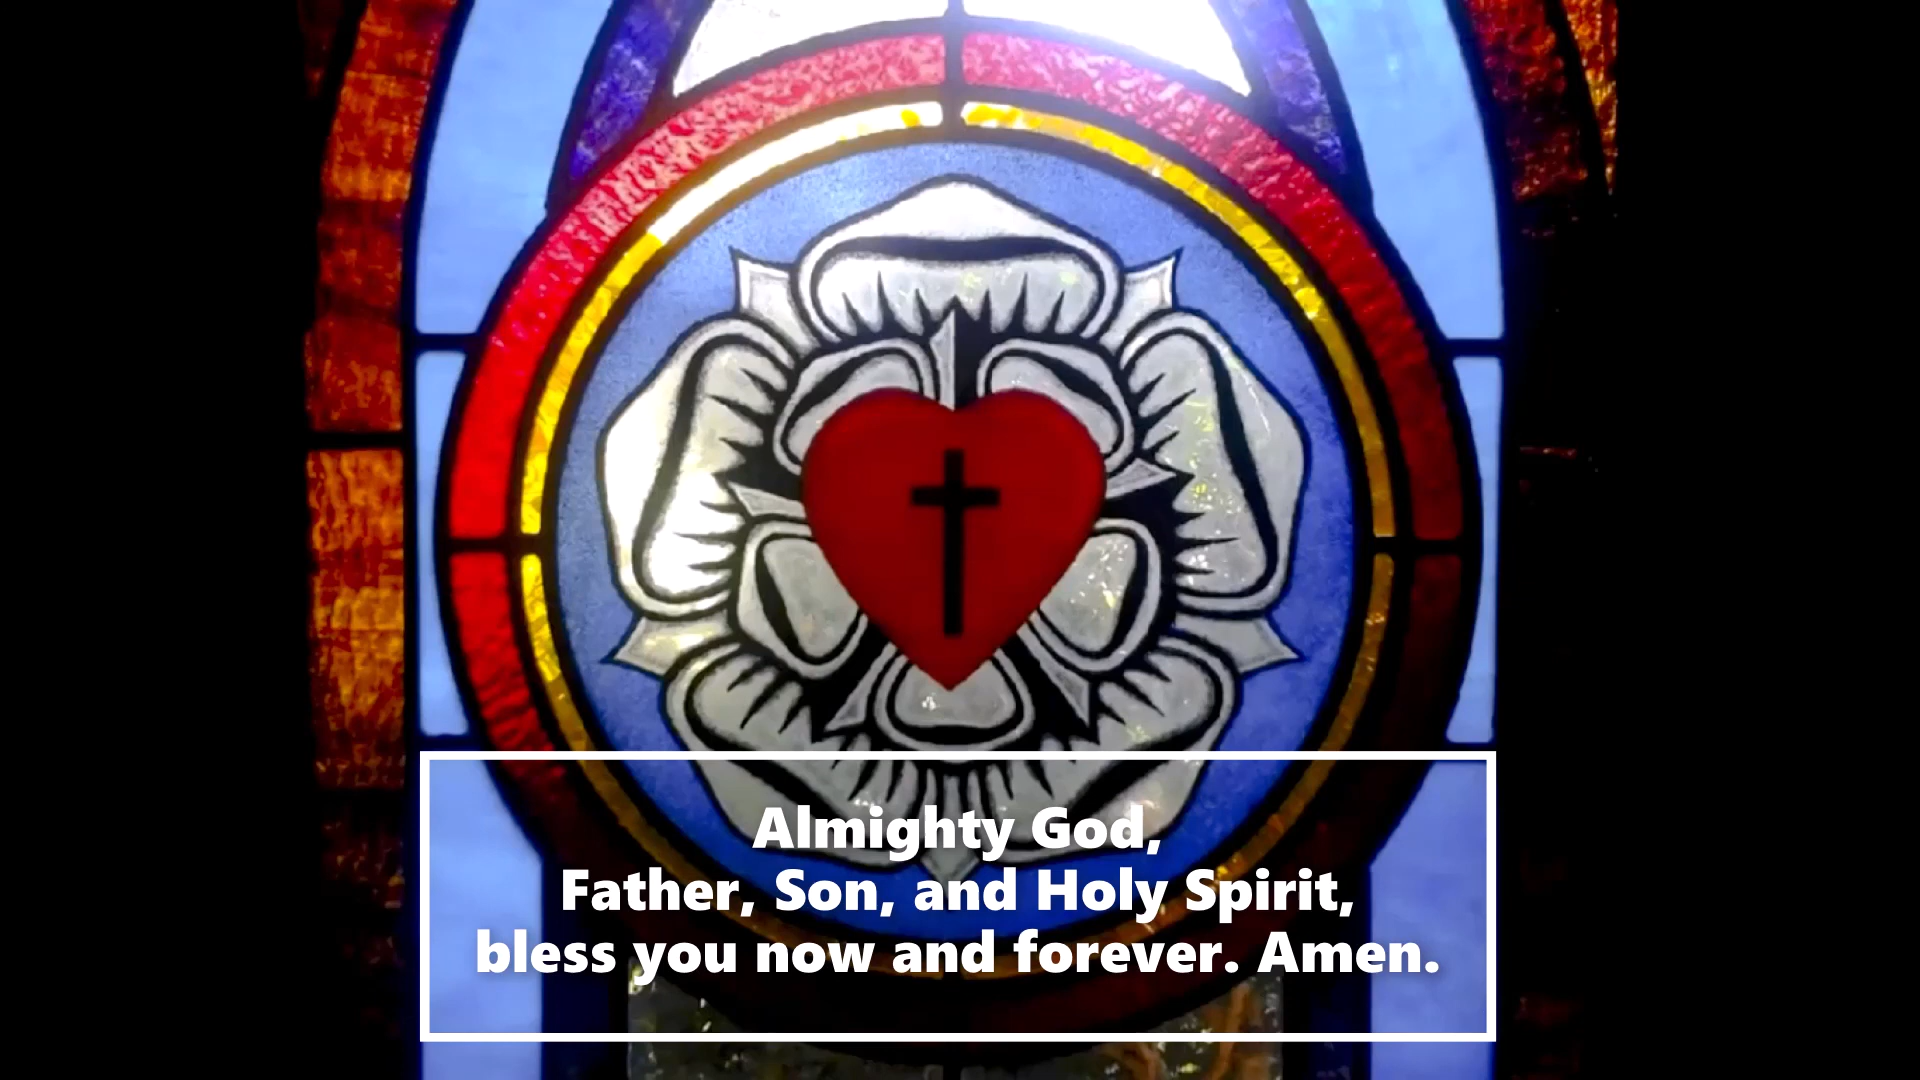 Almighty God,
Father, Son, and Holy Spirit,
bless you now and forever. Amen.